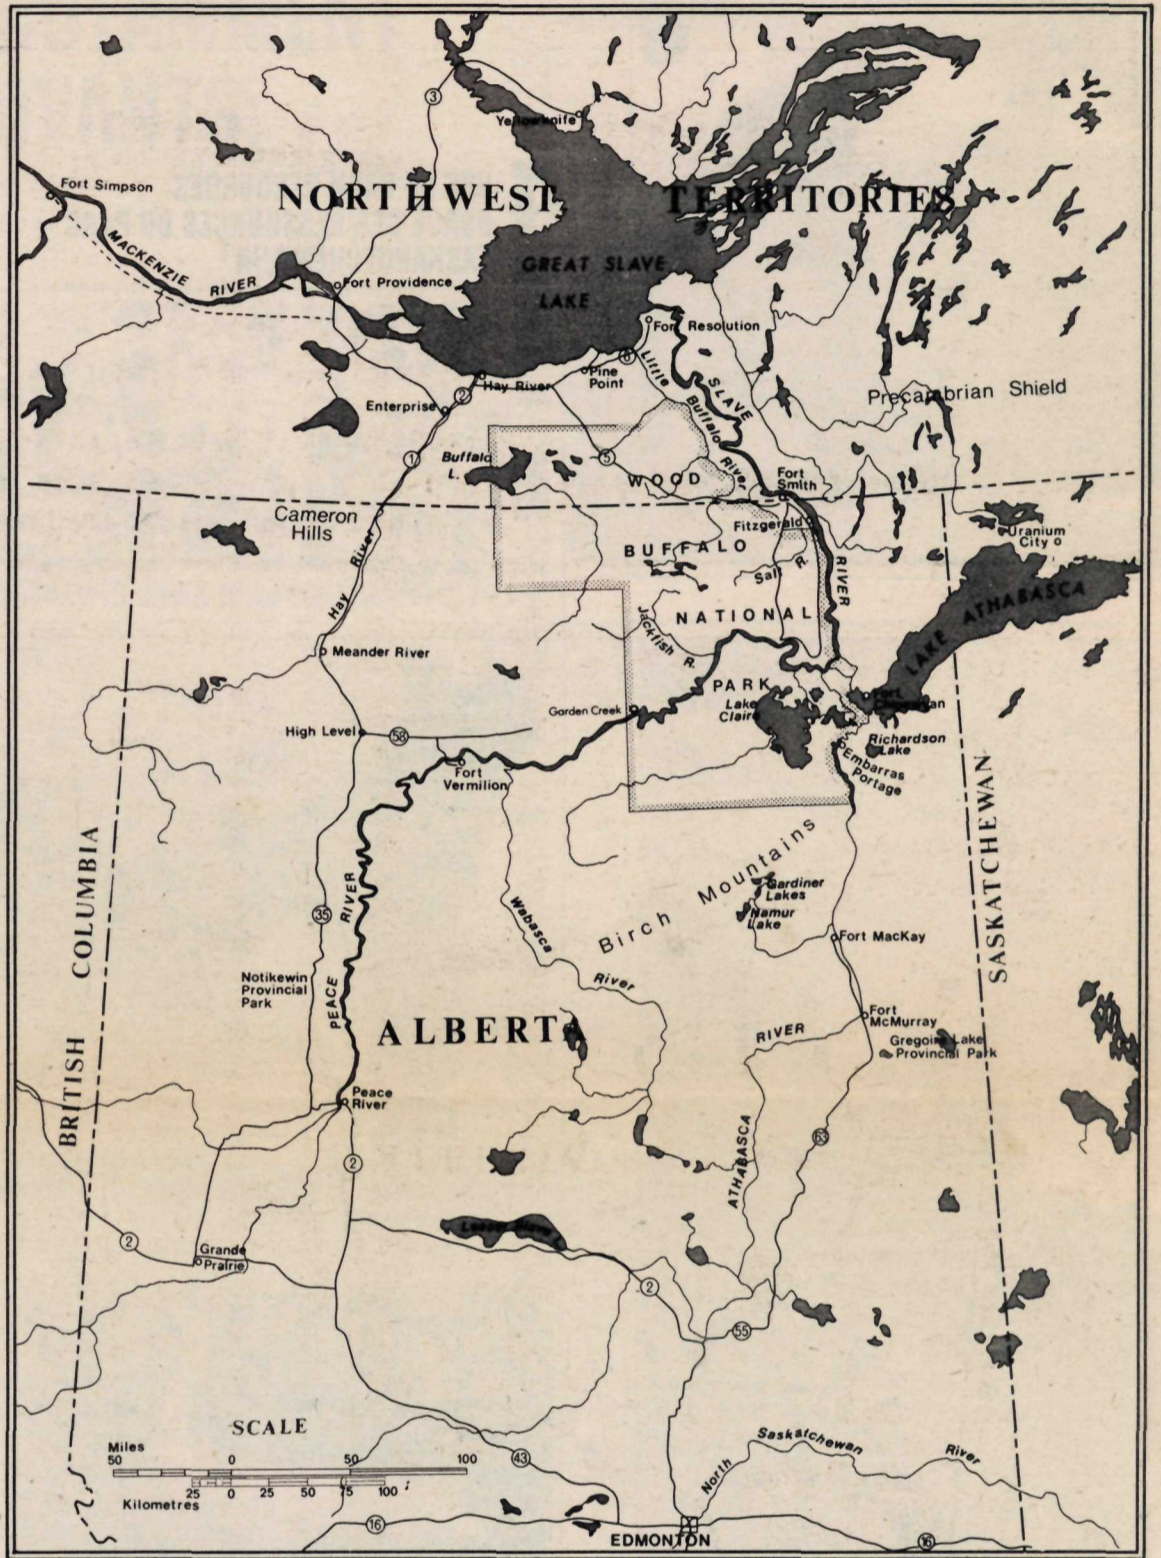 3
Yellowknife
Fort Simpson
NORTHWEST TERRITORIES
MACKENZIE RIVER
GREAT SLAVE
LAKE
Fort Providence
Fort Resolution
6
Pine
Point
Little Buffalo River
SLAVE RIVER
Hay River
2
Enterprise
Precambrian Shield
1
Buffalo
L.
5
WOOD
Fort
Smith
Cameron
Hills
Fitzgerald
Uranium
City
BUFFALO
Salt R.
Hay River
NATIONAL
LAKE ATHABASCA
Jackfish R.
Meander River
PARK
Lake
Claire
Fort
Garden Creek
High Level
58
Richardson
Lake
Embarras
Portage
Fort
Vermilion
SASKATCHEWAN
BRITISH COLUMBIA
Birch Mountains
Gardiner
Lakes
Namur
Lake
35
PEACE RIVER
Wabasca River
Fort MacKay
Notikewin
Provincial
Park
ALBERTA
Fort
McMurray
ATHABASCA RIVER
Gregoire Lake
Provincial Park
Peace
River
63
2
Lesser Slave
2
Grande
Prairie
2
55
SCALE
Miles
50 0 50 100
25 0 25 50 75 100
Kilometres
43
North Saskatchewan River
16
EDMONTON
16